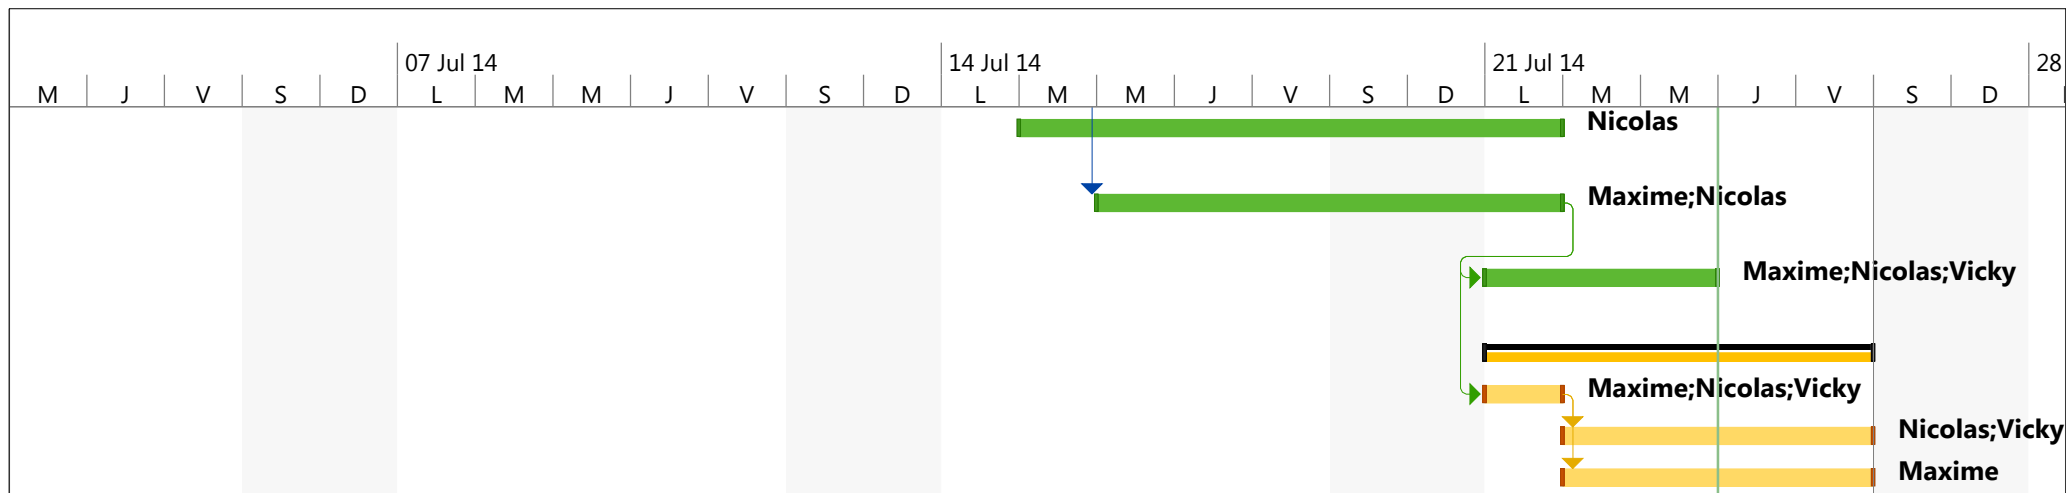 07 Jul 14 14 Jul 14 21 Jul 14 28
M J V S D L M M J V S D L M M J V S D L M M J V S D
Nicolas
Maxime;Nicolas
Maxime;Nicolas;Vicky
Maxime;Nicolas;Vicky
Nicolas;Vicky
Maxime